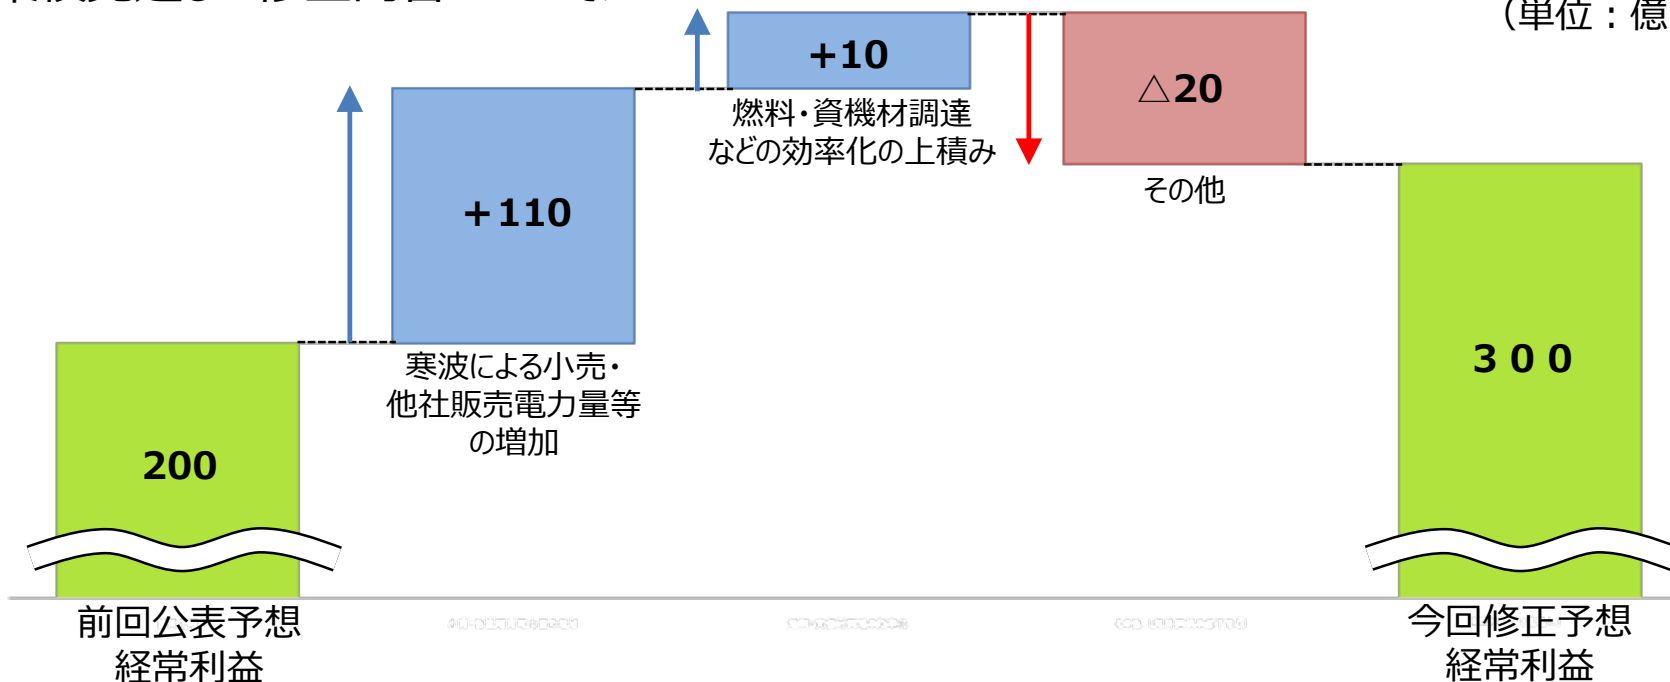 （単位：億
+10
△20
燃料・資機材調達
などの効率化の上積み
その他
+110
寒波による小売・
他社販売電力量等
の増加
200
３００
前回公表予想
経常利益
今回修正予想
経常利益